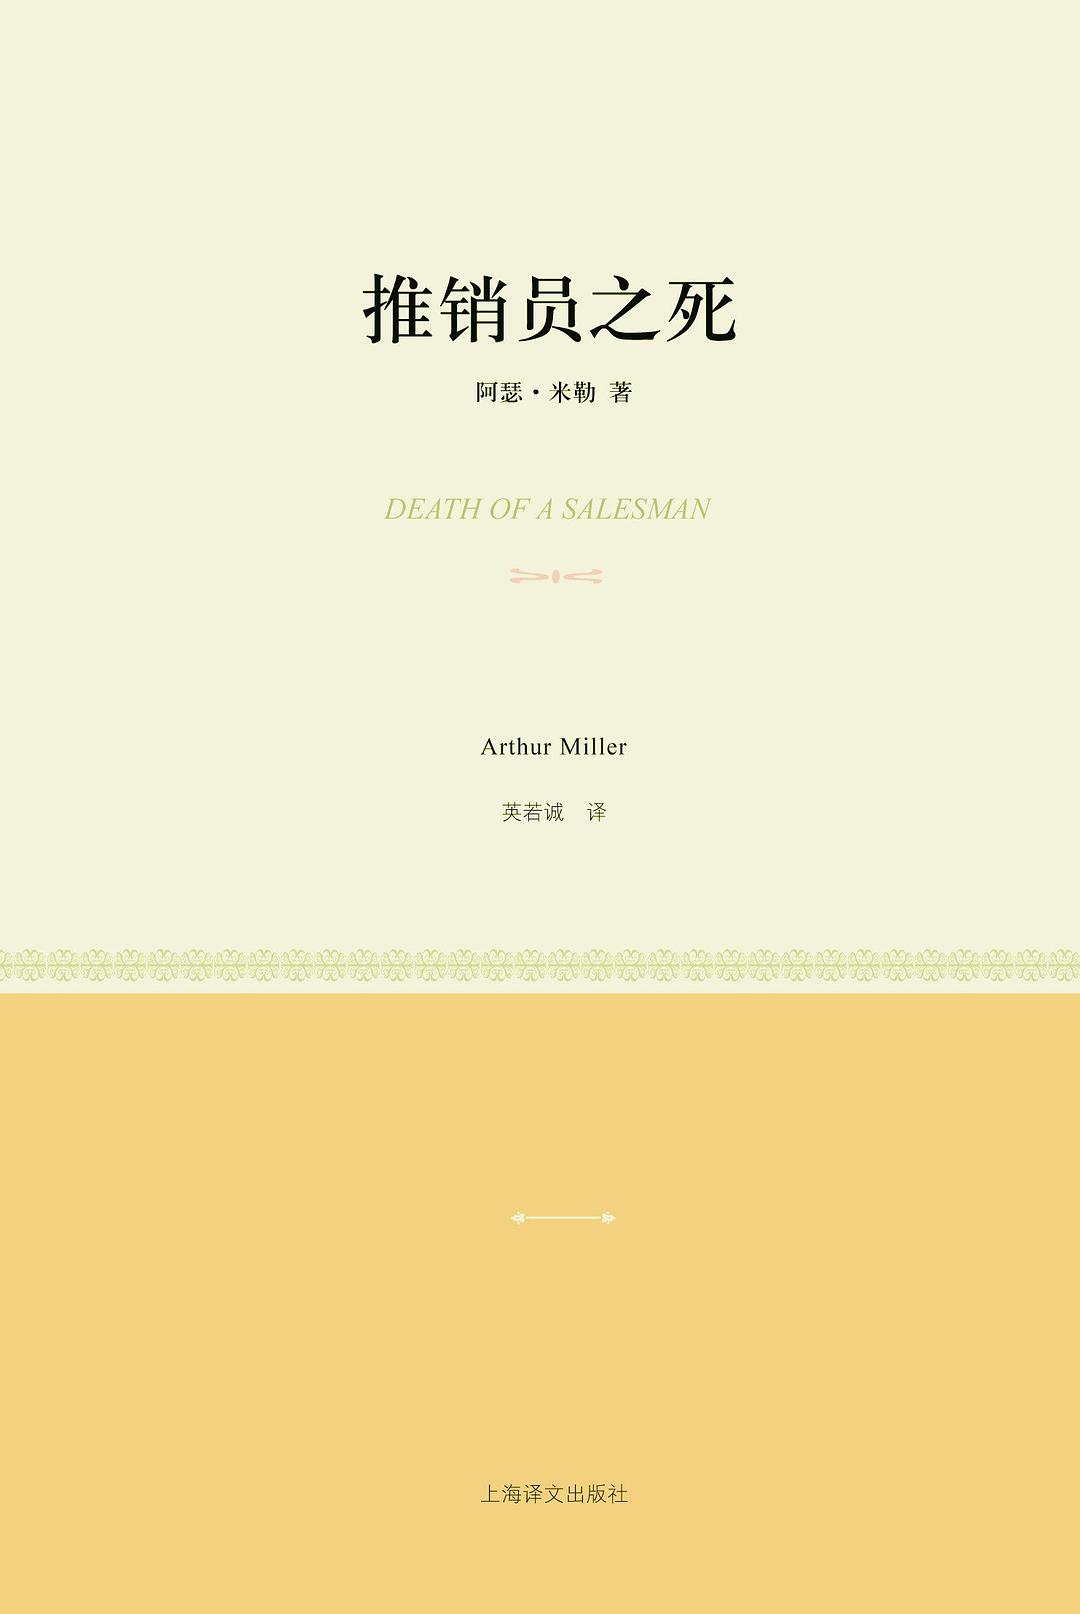 推销员之死
阿瑟·米勒 著
DEATH OF A SALESMAN
Arthur Miller
英若诚 译
上海译文出版社